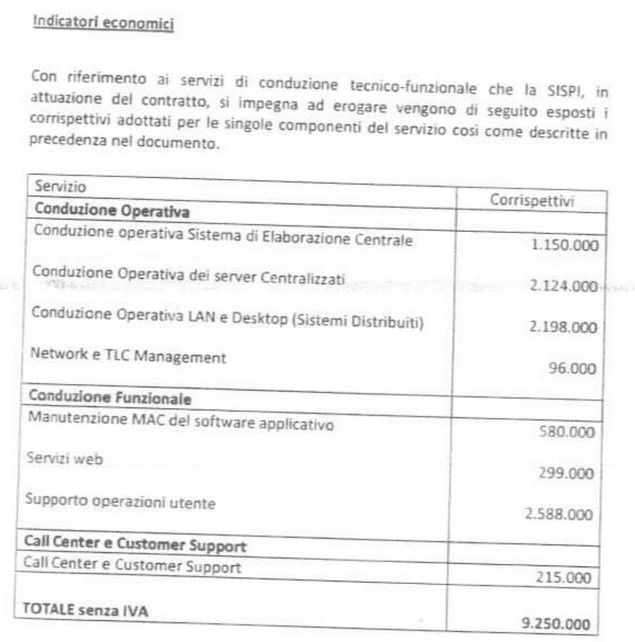 Indicatori economici
Con riferimento ai servizi di conduzione tecnico-funzionale che la SISPI, in
attuazione del contratto, si impegna ad erogare vengono di seguito esposti i
corrispettivi adottati per le singole componenti del servizio così come descritte in
precedenza nel documento.
Servizio Corrispettivi
Conduzione Operativa
Conduzione operativa Sistema di Elaborazione Centrale 1.150.000
Conduzione Operativa dei server Centralizzati 2.124.000
Conduzione Operativa LAN e Desktop (Sistemi Distribuiti) 2.198.000
Network e TLC Management 96.000
Conduzione Funzionale
Manutenzione MAC del software applicativo 580.000
Servizi web 299.000
Supporto operazioni utente 2.588.000
Call Center e Customer Support
Call Center e Customer Support 215.000
TOTALE senza IVA 9.250.000